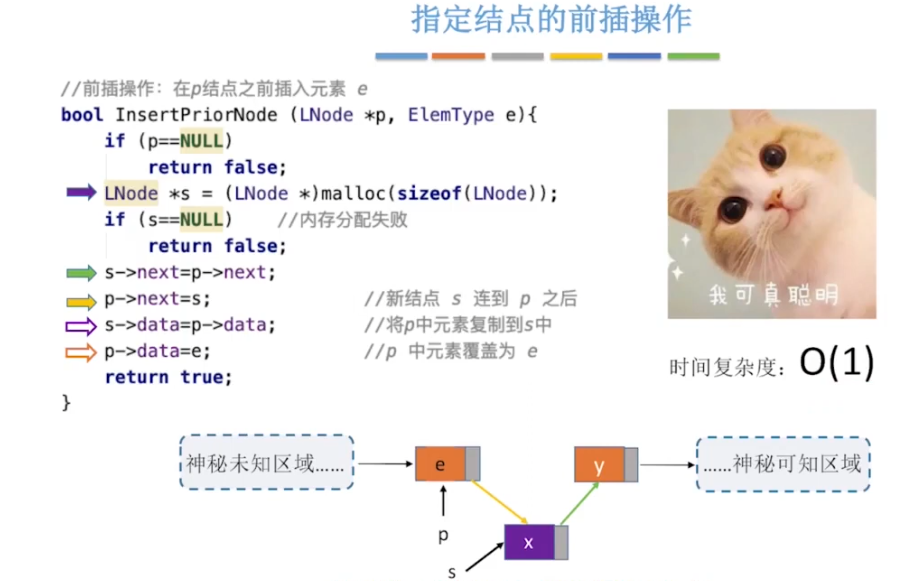 指定结点的前插操作
//前插操作：在p结点之前插入元素 e
bool InsertPriorNode (LNode *p, ElemType e){
if (p==NULL)
return false;
LNode *s = (LNode *)malloc(sizeof(LNode));
if (s==NULL) //内存分配失败
return false;
s->next=p->next;
p->next=s; //新结点 s 连到 p 之后
s->data=p->data; //将p中元素复制到s中
p->data=e; //p 中元素覆盖为 e
return true;
}
我可真聪明
时间复杂度：O(1)
神秘未知区域......
e
y
......神秘可知区域
p
x
s